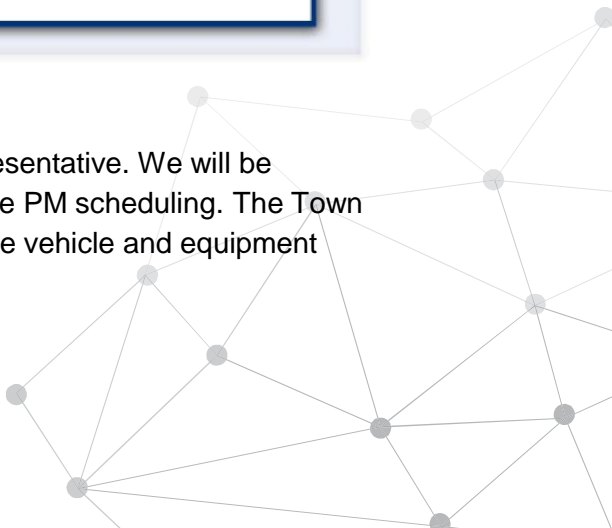 esentative. We will be
e PM scheduling. The Town
e vehicle and equipment